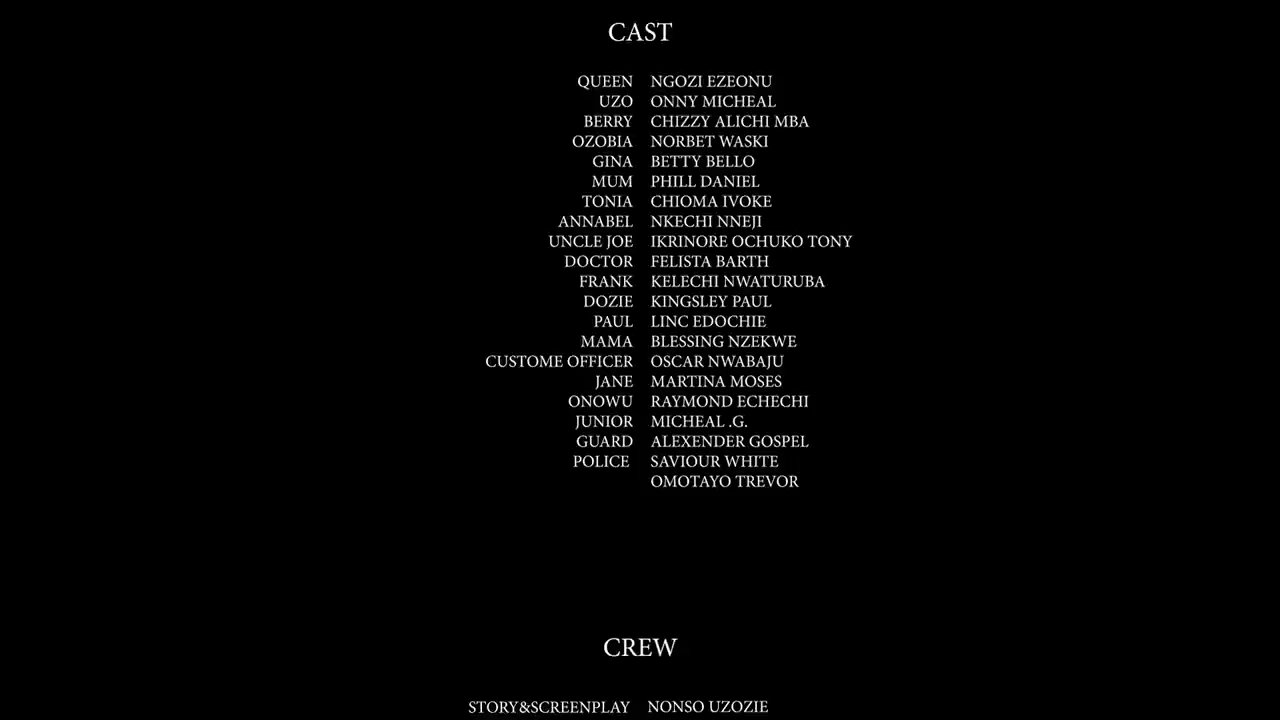 CAST
QUEEN NGOZI EZEONU
UZO ONNY MICHEAL
BERRY CHIZZY ALICHI MBA
OZOBIA NORBET WASKI
GINA BETTY BELLO
MUM PHILL DANIEL
TONIA CHIOMA IVOKE
ANNABEL NKECHI NNEJI
UNCLE JOE IKRINORE OCHUKO TONY
DOCTOR FELISTA BARTH
FRANK KELECHI NWATURUBA
DOZIE KINGSLEY PAUL
PAUL LINC EDOCHIE
MAMA BLESSING NZEKWE
CUSTOME OFFICER OSCAR NWABAJU
JANE MARTINA MOSES
ONOWU RAYMOND ECHECHI
JUNIOR MICHEAL .G.
GUARD ALEXENDER GOSPEL
POLICE SAVIOUR WHITE
OMOTAYO TREVOR
CREW
STORY&SCREENPLAY NONSO UZOZIE